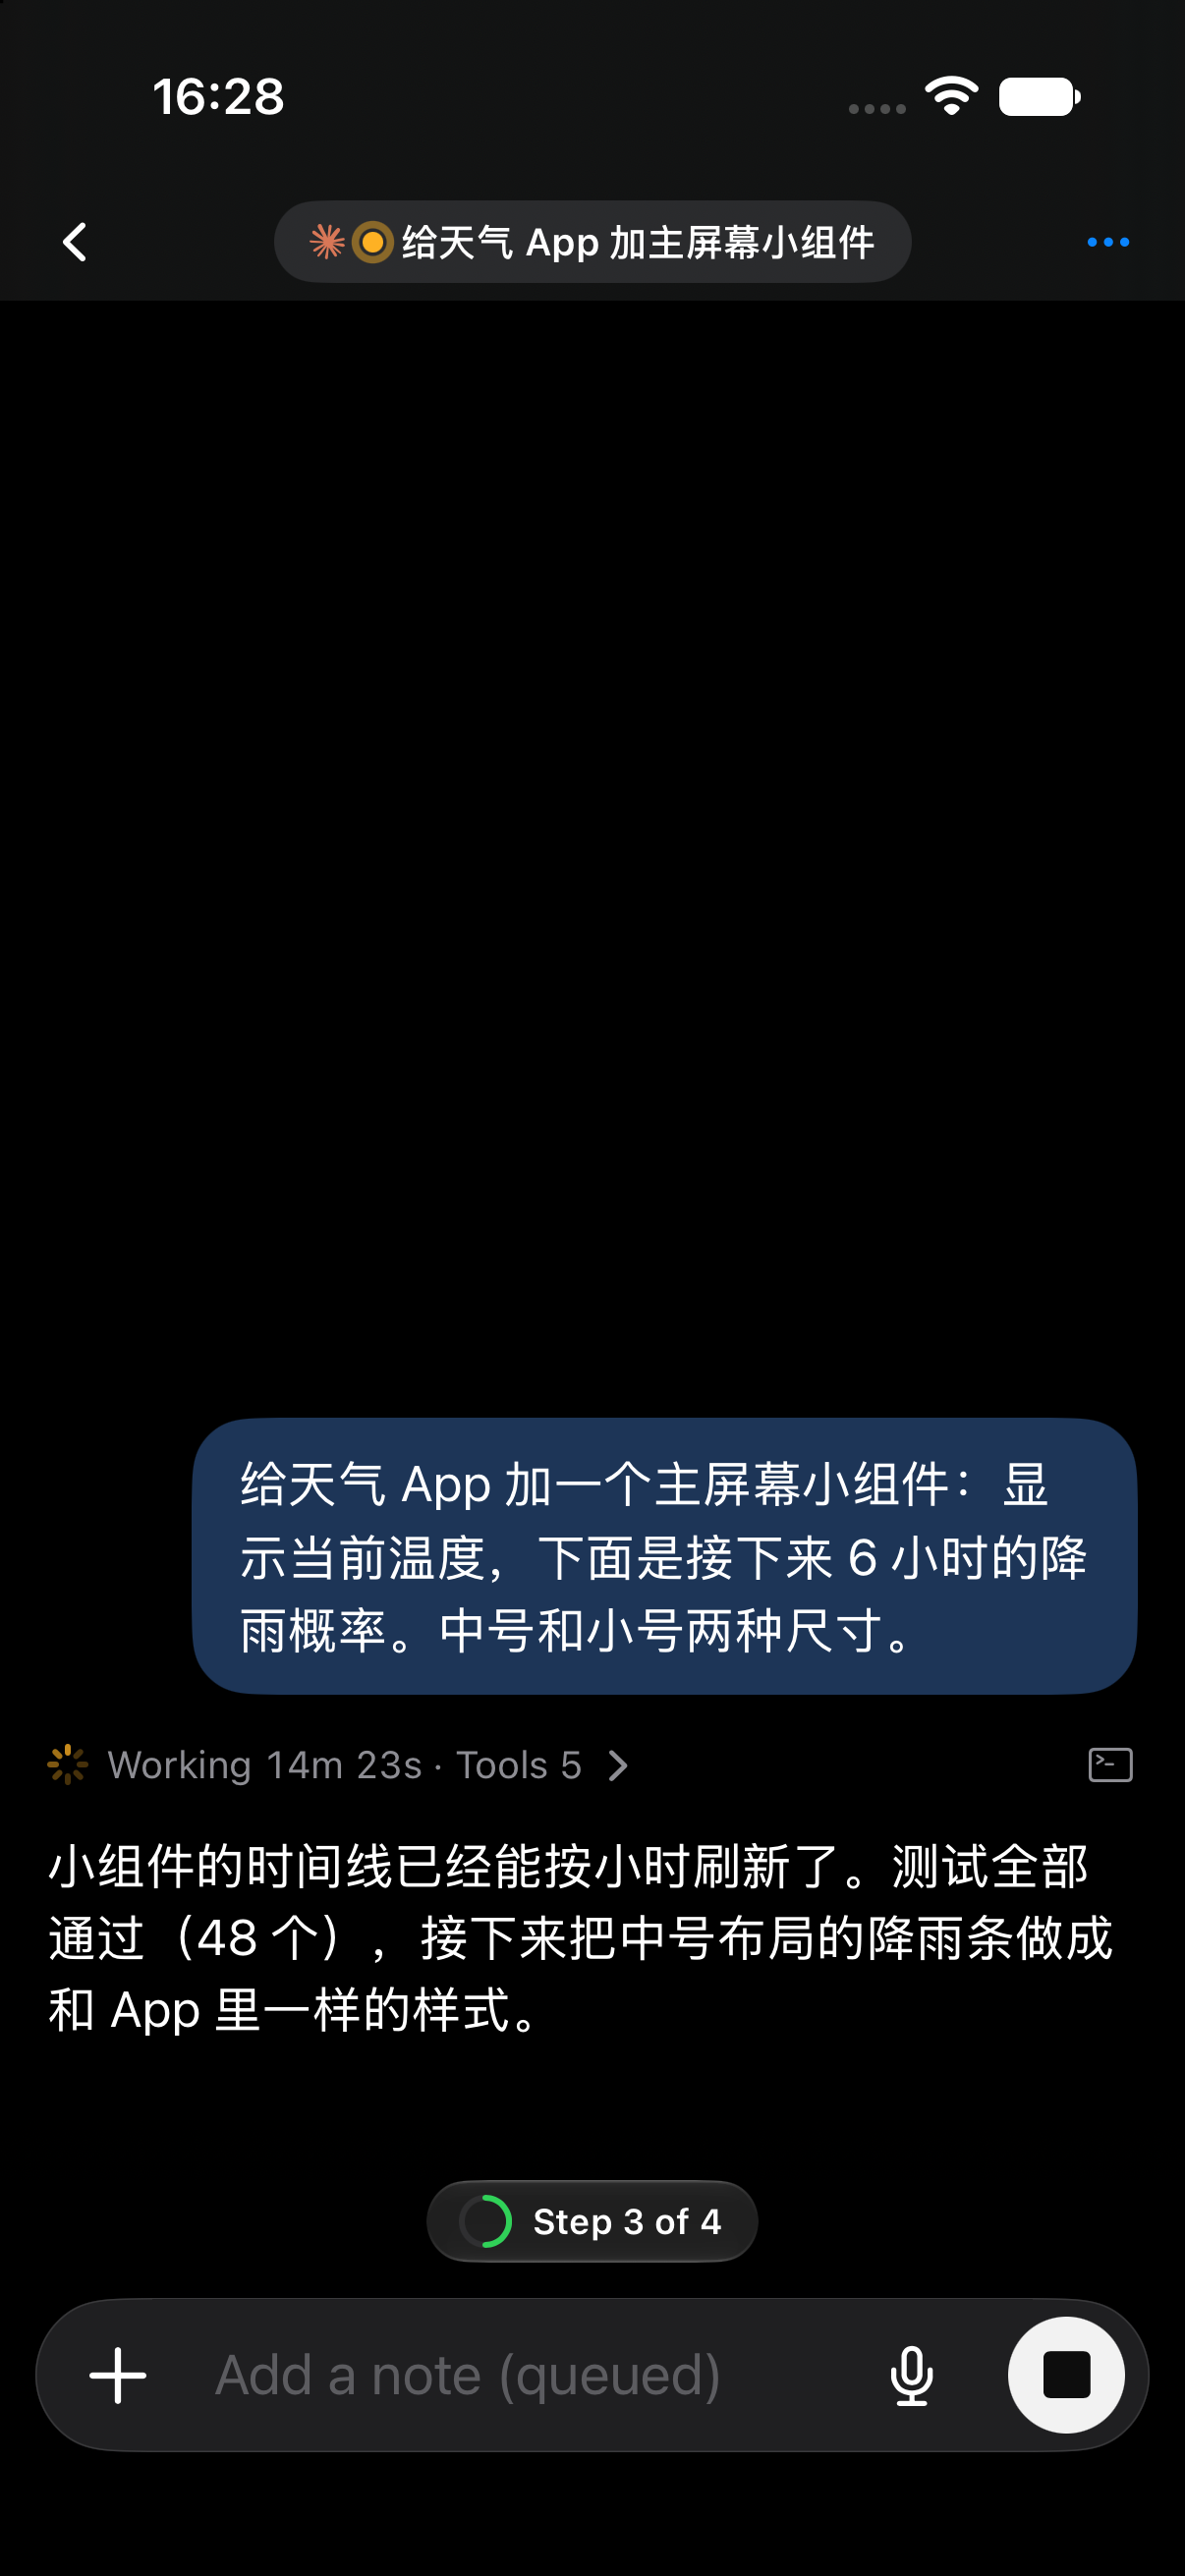 16:28
给天气 App 加主屏幕小组件
给天气 App 加一个主屏幕小组件：显
示当前温度，下面是接下来 6 小时的降
雨概率。中号和小号两种尺寸。
Working 14m 23s · Tools 5
小组件的时间线已经能按小时刷新了。测试全部
通过（48 个），接下来把中号布局的降雨条做成
和 App 里一样的样式。
Step 3 of 4
Add a note (queued)